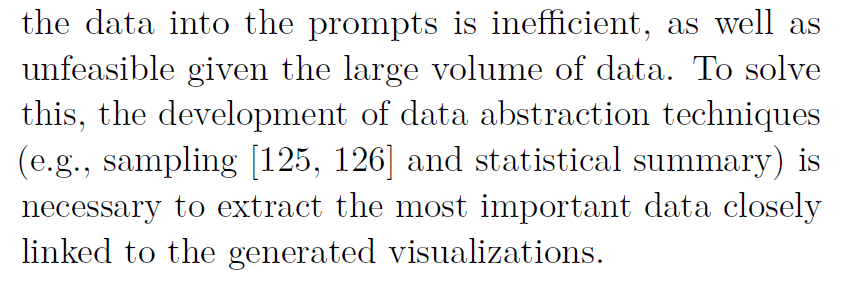 the data into the prompts is inefficient, as well as
unfeasible given the large volume of data. To solve
this, the development of data abstraction techniques
(e.g., sampling [125, 126] and statistical summary) is
necessary to extract the most important data closely
linked to the generated visualizations.